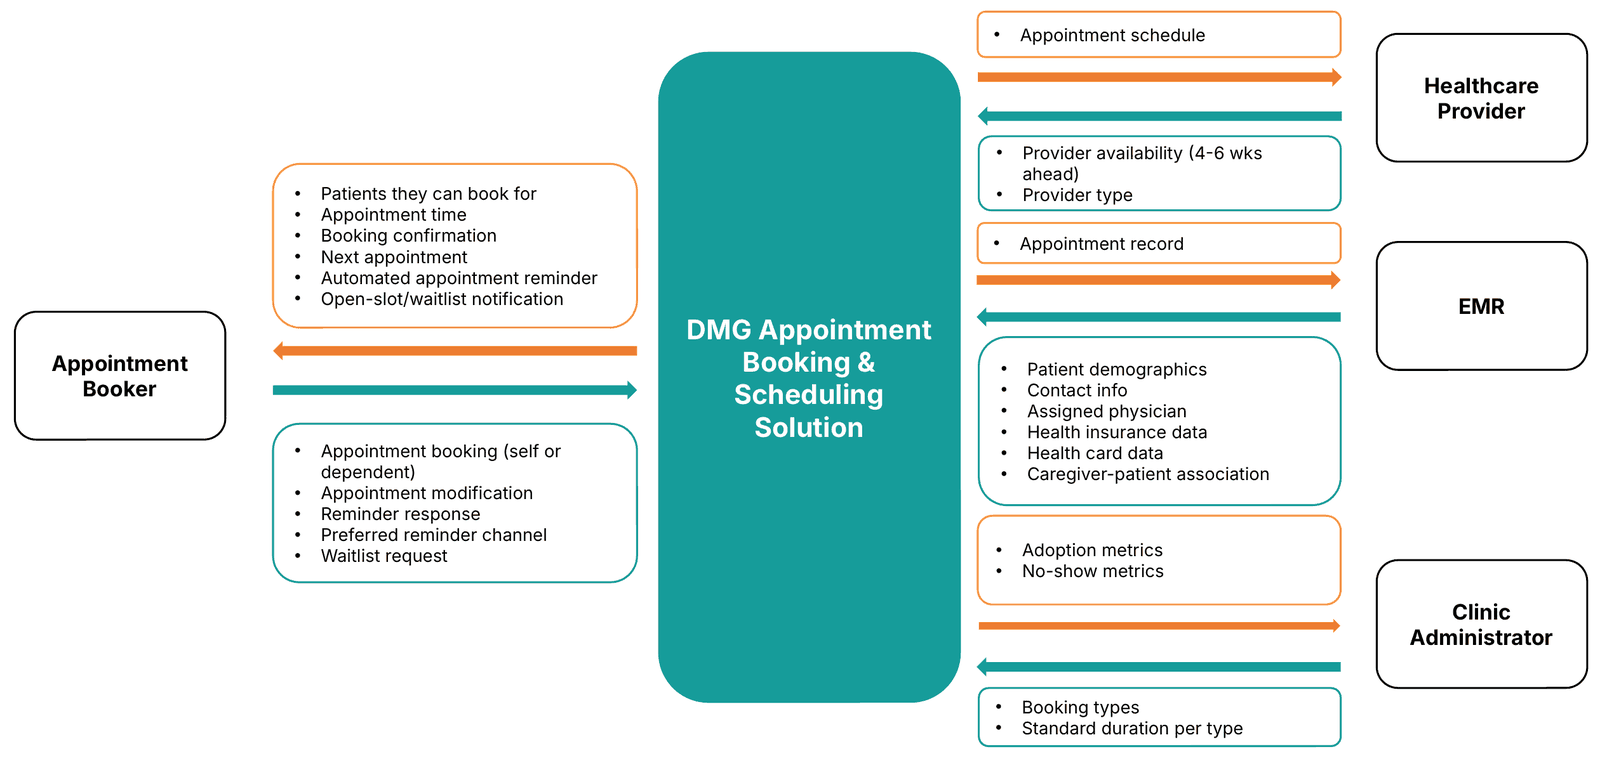 Appointment
Booker
• Patients they can book for
• Appointment time
• Booking confirmation
• Next appointment
• Automated appointment reminder
• Open-slot/waitlist notification
• Appointment booking (self or
dependent)
• Appointment modification
• Reminder response
• Preferred reminder channel
• Waitlist request
DMG Appointment
Booking &
Scheduling
Solution
• Appointment schedule
• Provider availability (4-6 wks
ahead)
• Provider type
Healthcare
Provider
• Appointment record
• Patient demographics
• Contact info
• Assigned physician
• Health insurance data
• Health card data
• Caregiver-patient association
EMR
• Adoption metrics
• No-show metrics
• Booking types
• Standard duration per type
Clinic
Administrator